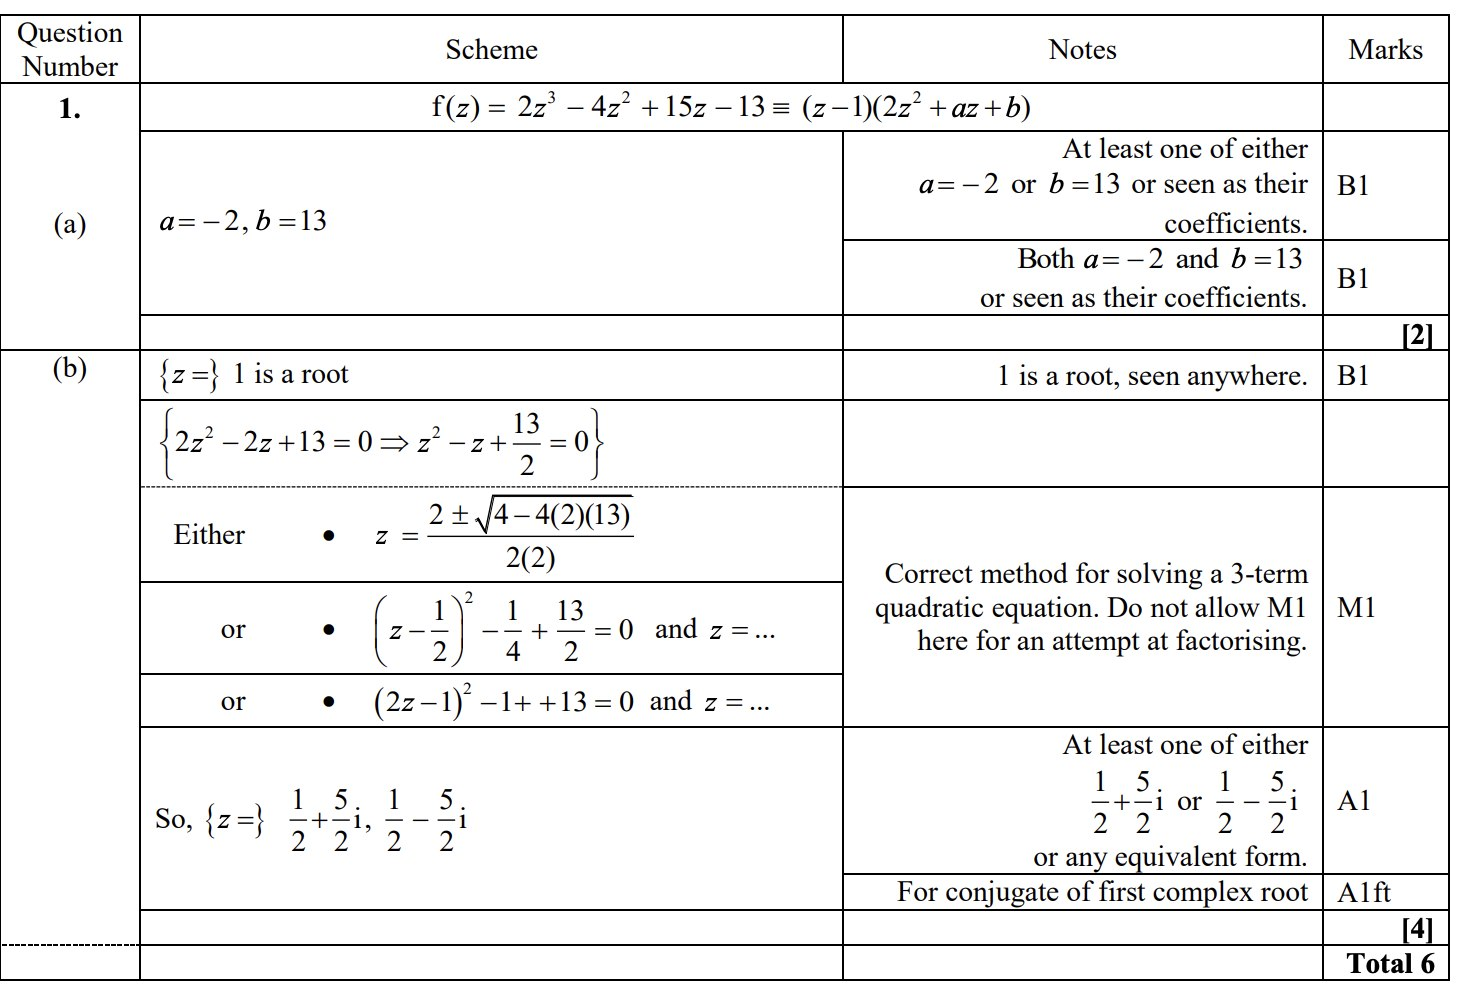 Question Number Scheme Notes Marks
1. f(z) = 2z³ − 4z² + 15z − 13 ≡ (z − 1)(2z² + az + b)
(a) a = − 2, b = 13
At least one of either
a = − 2 or b = 13 or seen as their
coefficients.
B1
Both a = − 2 and b = 13
or seen as their coefficients.
B1
[2]
(b) {z =} 1 is a root 1 is a root, seen anywhere. B1
{2z² − 2z + 13 = 0 ⇒ z² − z + 13/2 = 0}
Either • z = (2 ± √(4 − 4(2)(13)))/(2(2))
or • (z − 1/2)² − 1/4 + 13/2 = 0 and z = ...
or • (2z − 1)² − 1 + + 13 = 0 and z = ...
Correct method for solving a 3-term
quadratic equation. Do not allow M1
here for an attempt at factorising.
M1
So, {z =} 1/2 + 5/2 i, 1/2 − 5/2 i
At least one of either
1/2 + 5/2 i or 1/2 − 5/2 i
or any equivalent form.
A1
For conjugate of first complex root A1ft
[4]
Total 6